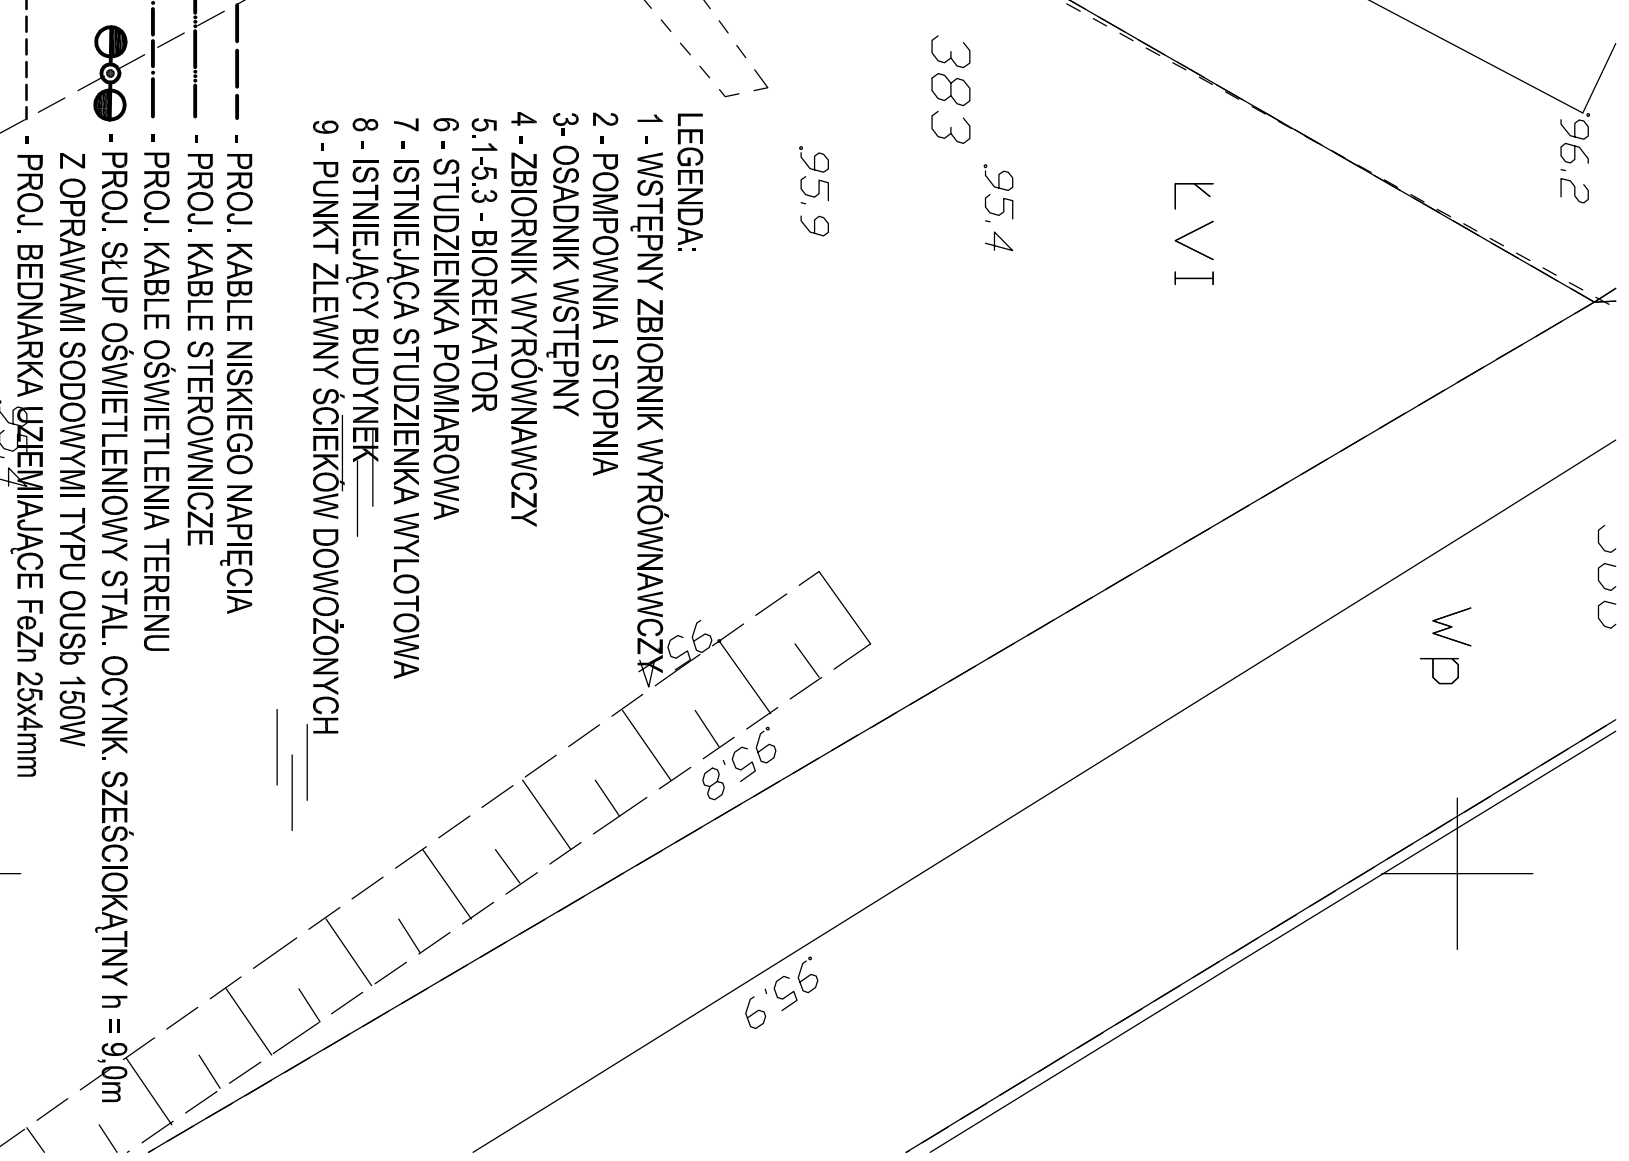 LEGENDA:
1 - WSTĘPNY ZBIORNIK WYRÓWNAWCZY
2 - POMPOWNIA I STOPNIA
3- OSADNIK WSTĘPNY
4 - ZBIORNIK WYRÓWNAWCZY
5.1-5.3 - BIOREKATOR
6 - STUDZIENKA POMIAROWA
7 - ISTNIEJĄCA STUDZIENKA WYLOTOWA
8 - ISTNIEJĄCY BUDYNEK
9 - PUNKT ZLEWNY ŚCIEKÓW DOWOŻONYCH
- PROJ. KABLE NISKIEGO NAPIĘCIA
- PROJ. KABLE STEROWNICZE
- PROJ. KABLE OŚWIETLENIA TERENU
- PROJ. SŁUP OŚWIETLENIOWY STAL. OCYNK. SZEŚCIOKĄTNY h = 9,0m
Z OPRAWAMI SODOWYMI TYPU OUSb 150W
- PROJ. BEDNARKA UZIEMIAJĄCE FeZn 25x4mm
96.2
383
95.4
95.9
ŁVI
Wp
95.8
95.9
95.4